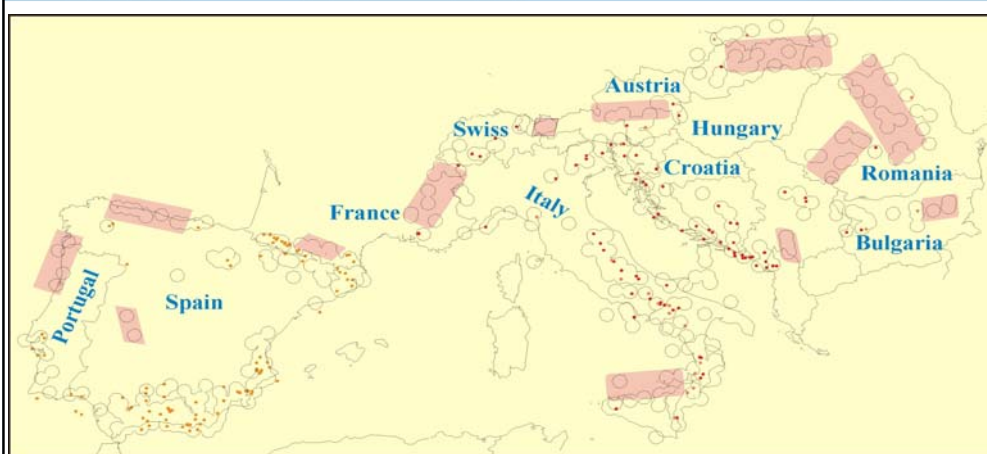 Austria
Swiss
Hungary
Croatia
Romania
France
Italy
Bulgaria
Portugal
Spain